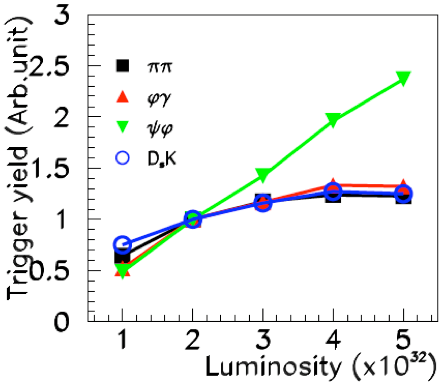 Trigger yield (Arb.unit)
3
2.5
2
1.5
1
0.5
0
ππ
φγ
ψφ
DₛK
1 2 3 4 5
Luminosity (x10³²)